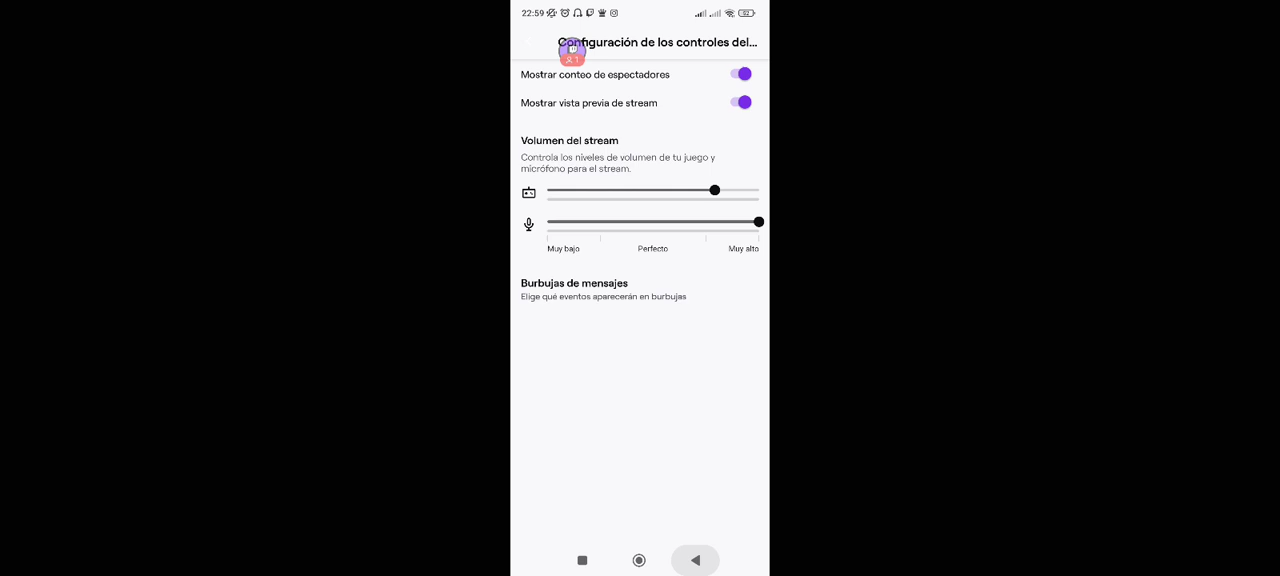 22:59
52
Configuración de los controles del...
1
Mostrar conteo de espectadores
Mostrar vista previa de stream
Volumen del stream
Controla los niveles de volumen de tu juego y
micrófono para el stream.
Muy bajo
Perfecto
Muy alto
Burbujas de mensajes
Elige qué eventos aparecerán en burbujas